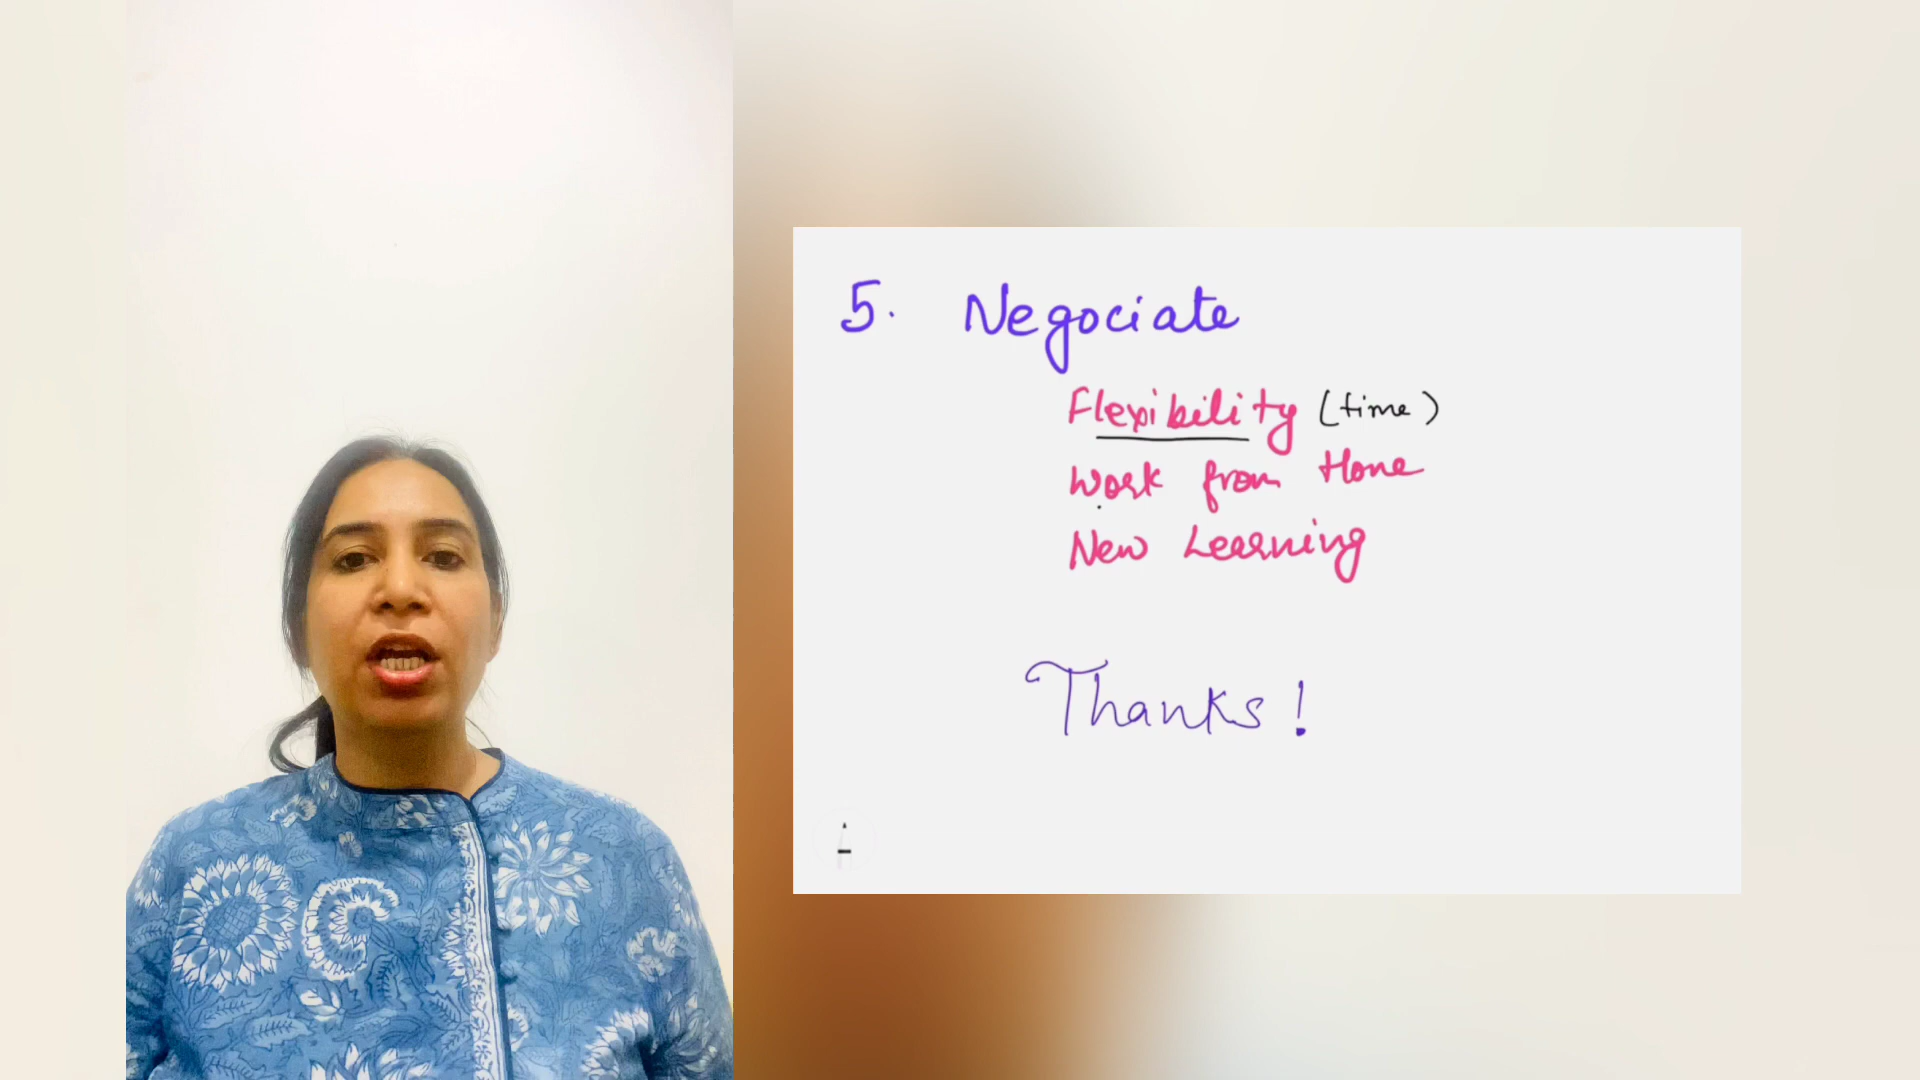 5. Negociate
Flexibility (time)
Work from Home
New Learning
Thanks!